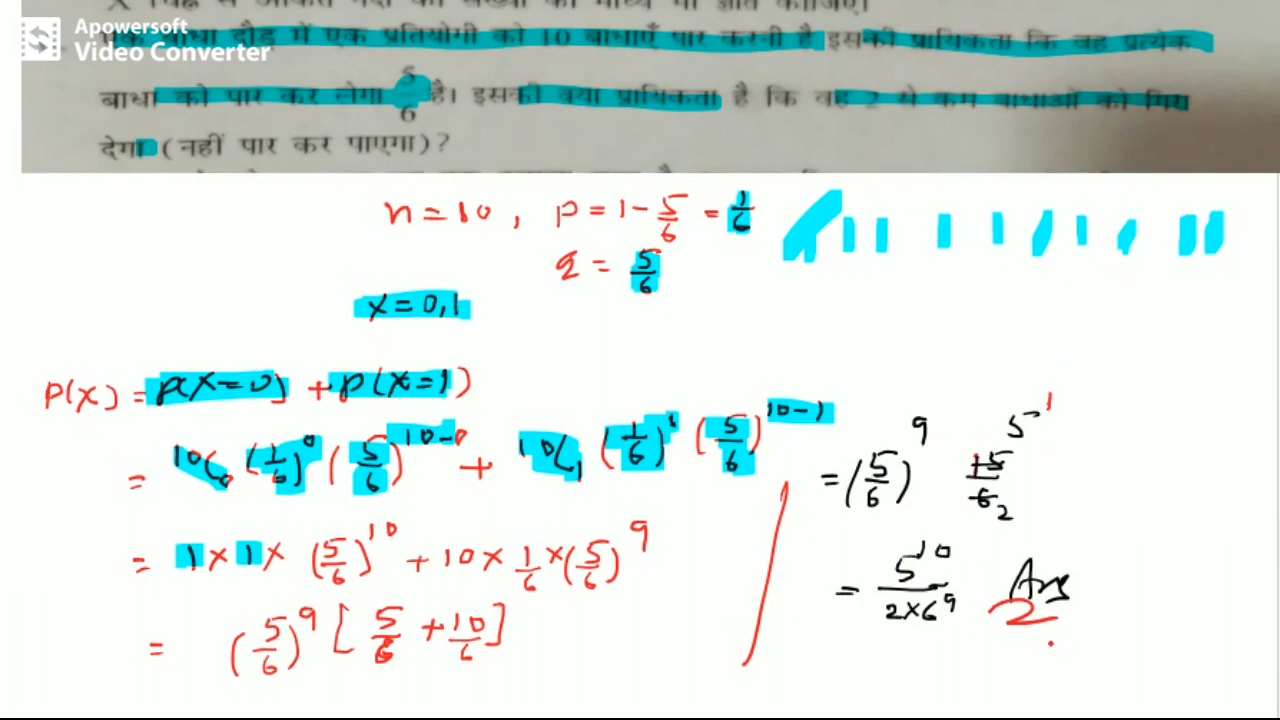 Apowersoft
Video Converter
दौड़ में एक प्रतियोगी को 10 बाधाएँ पार करनी है इसकी प्रायिकता कि वह प्रत्येक
बाधा को पार कर लेगा 5/6 है। इसकी क्या प्रायिकता है कि वह 2 से कम बाधाओं को गिरा
देगा (नहीं पार कर पाएगा)?
n = 10, p = 1 - 5/6 = 1/6
q = 5/6
x = 0, 1
P(X) = p(X=0) + p(X=1)
= 10C0 (1/6)^0 (5/6)^10-0 + 10C1 (1/6)^1 (5/6)^10-1
= 1 × 1 × (5/6)^10 + 10 × 1/6 × (5/6)^9
= (5/6)^9 [5/6 + 10/6]
= (5/6)^9 15/6 5 2
= 5^10 / 2×6^9 Ans